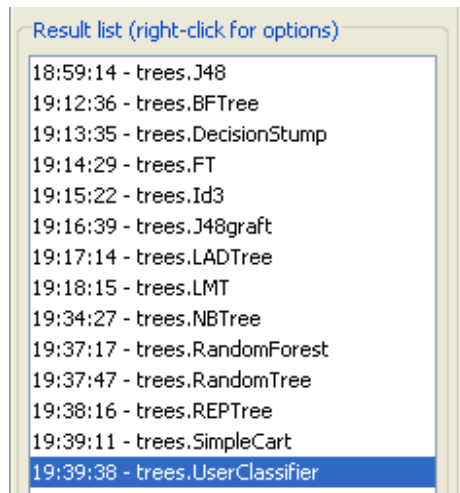 Result list (right-click for options)
18:59:14 - trees.J48
19:12:36 - trees.BFTree
19:13:35 - trees.DecisionStump
19:14:29 - trees.FT
19:15:22 - trees.Id3
19:16:39 - trees.J48graft
19:17:14 - trees.LADTree
19:18:15 - trees.LMT
19:34:27 - trees.NBTree
19:37:17 - trees.RandomForest
19:37:47 - trees.RandomTree
19:38:16 - trees.REPTree
19:39:11 - trees.SimpleCart
19:39:38 - trees.UserClassifier